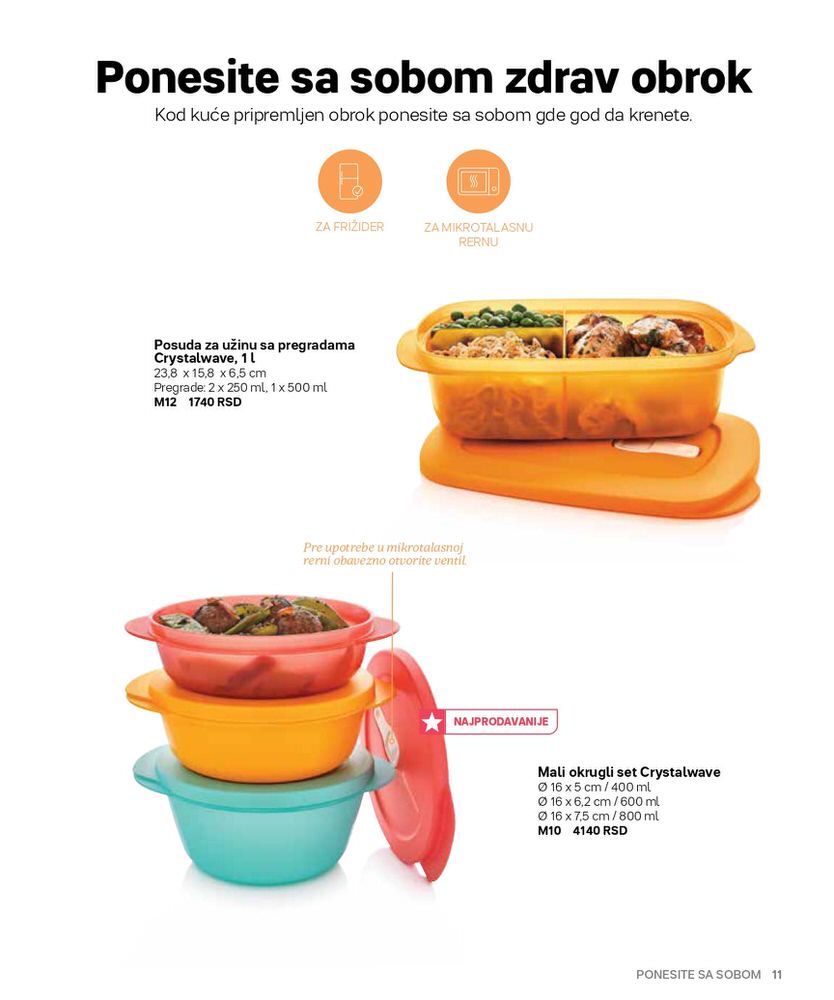 Ponesite sa sobom zdrav obrok
Kod kuće pripremljen obrok ponesite sa sobom gde god da krenete.
ZA FRIŽIDER
ZA MIKROTALASNU
RERNU
Posuda za užinu sa pregradama
Crystalwave, 1 l
23,8 x 15,8 x 6,5 cm
Pregrade: 2 x 250 ml, 1 x 500 ml
M12 1740 RSD
Pre upotrebe u mikrotalasnoj
rerni obavezno otvorite ventil.
NAJPRODAVANIJE
Mali okrugli set Crystalwave
Ø 16 x 5 cm / 400 ml
Ø 16 x 6,2 cm / 600 ml
Ø 16 x 7,5 cm / 800 ml
M10 4140 RSD
PONESITE SA SOBOM 11